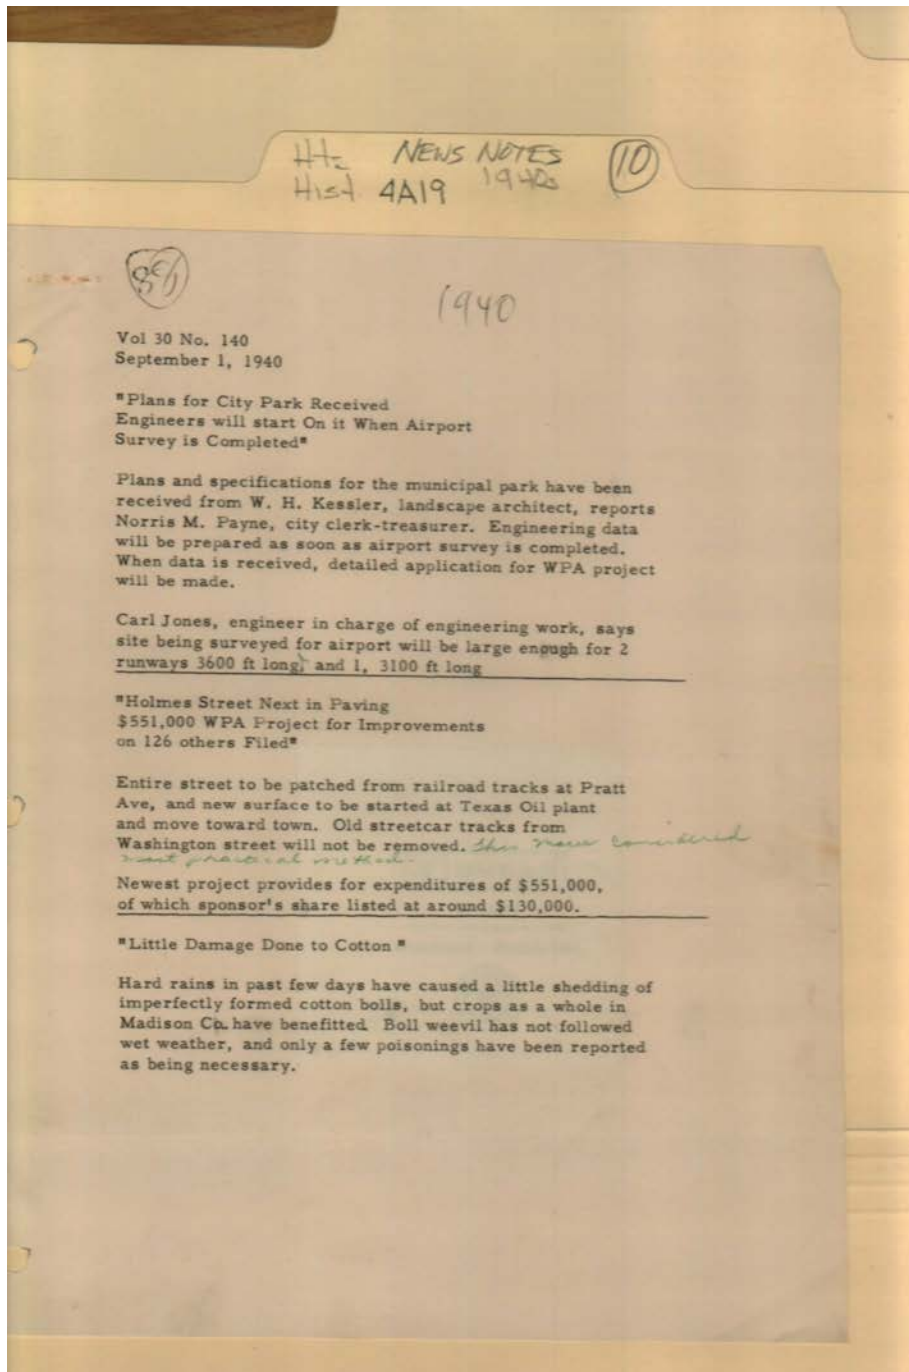 NEWS NOTES
1940s
10
Hist 4A19
1940
Vol 30 No. 140
September 1, 1940
"Plans for City Park Received
Engineers will start On it When Airport
Survey is Completed"
Plans and specifications for the municipal park have been
received from W. H. Kessler, landscape architect, reports
Norris M. Payne, city clerk-treasurer. Engineering data
will be prepared as soon as airport survey is completed.
When data is received, detailed application for WPA project
will be made.
Carl Jones, engineer in charge of engineering work, says
site being surveyed for airport will be large enough for 2
runways 3600 ft long, and 1, 3100 ft long
"Holmes Street Next in Paving
$551,000 WPA Project for Improvements
on 126 others Filed"
Entire street to be patched from railroad tracks at Pratt
Ave, and new surface to be started at Texas Oil plant
and move toward town. Old streetcar tracks from
Washington street will not be removed. This considered
most practical method.
Newest project provides for expenditures of $551,000,
of which sponsor's share listed at around $130,000.
"Little Damage Done to Cotton "
Hard rains in past few days have caused a little shedding of
imperfectly formed cotton bolls, but crops as a whole in
Madison Co. have benefitted. Boll weevil has not followed
wet weather, and only a few poisonings have been reported
as being necessary.